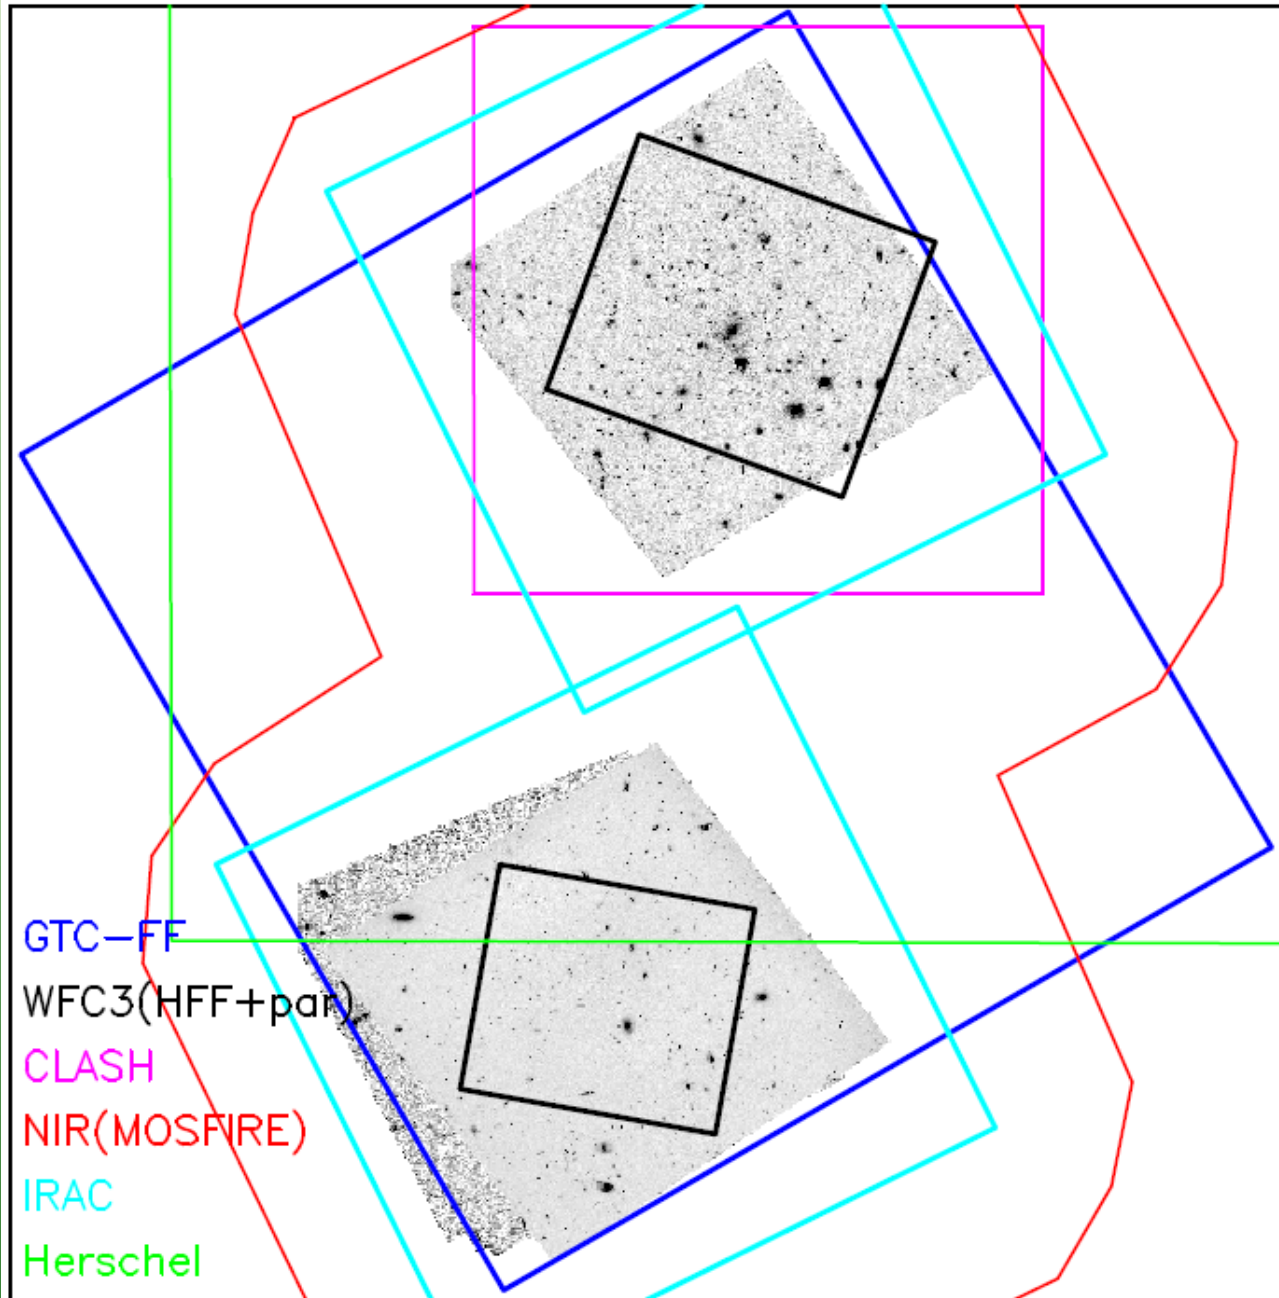 GTC-FF
WFC3(HFF+par)
CLASH
NIR(MOSFIRE)
IRAC
Herschel